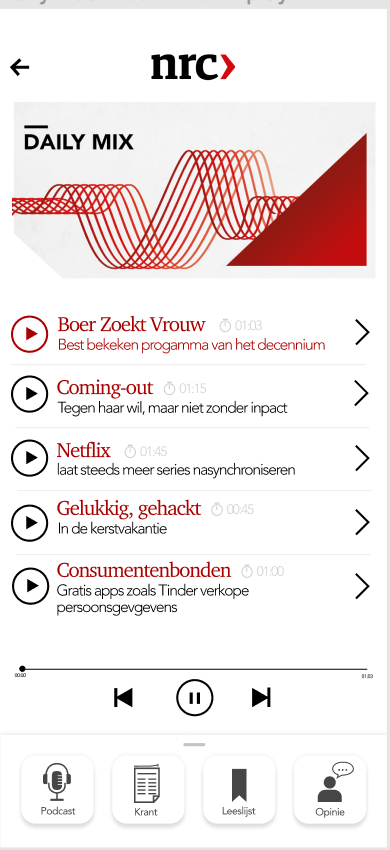 nrc
DAILY MIX
Boer Zoekt Vrouw 01:03
Best bekeken progamma van het decennium
Coming-out 01:15
Tegen haar wil, maar niet zonder inpact
Netflix 01:45
laat steeds meer series nasynchroniseren
Gelukkig, gehackt 00:45
In de kerstvakantie
Consumentenbonden 01:00
Gratis apps zoals Tinder verkope
persoonsgevgevens
00:00 01:03
Podcast Krant Leeslijst Opinie